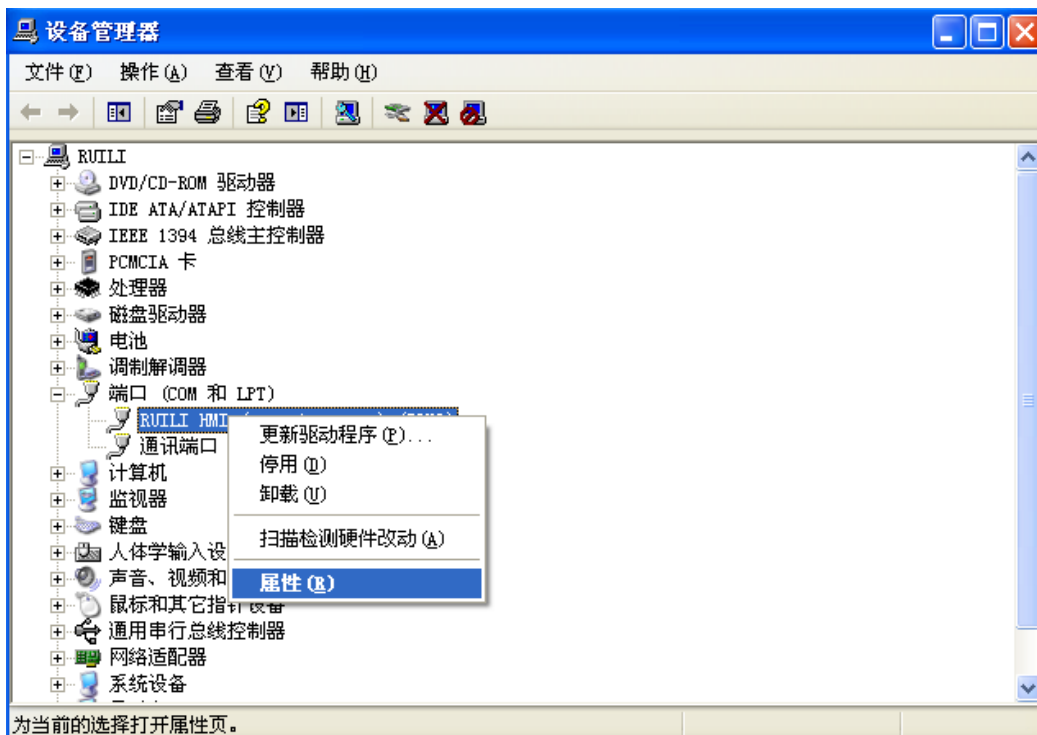 设备管理器
文件(F) 操作(A) 查看(V) 帮助(H)
RUILI
DVD/CD-ROM 驱动器
IDE ATA/ATAPI 控制器
IEEE 1394 总线主控制器
PCMCIA 卡
处理器
磁盘驱动器
电池
调制解调器
端口 (COM 和 LPT)
RUILI HMI
通讯端口
更新驱动程序(P)...
停用(D)
卸载(U)
扫描检测硬件改动(A)
属性(R)
计算机
监视器
键盘
人体学输入设
声音、视频和
鼠标和其它指针设备
通用串行总线控制器
网络适配器
系统设备
为当前的选择打开属性页。